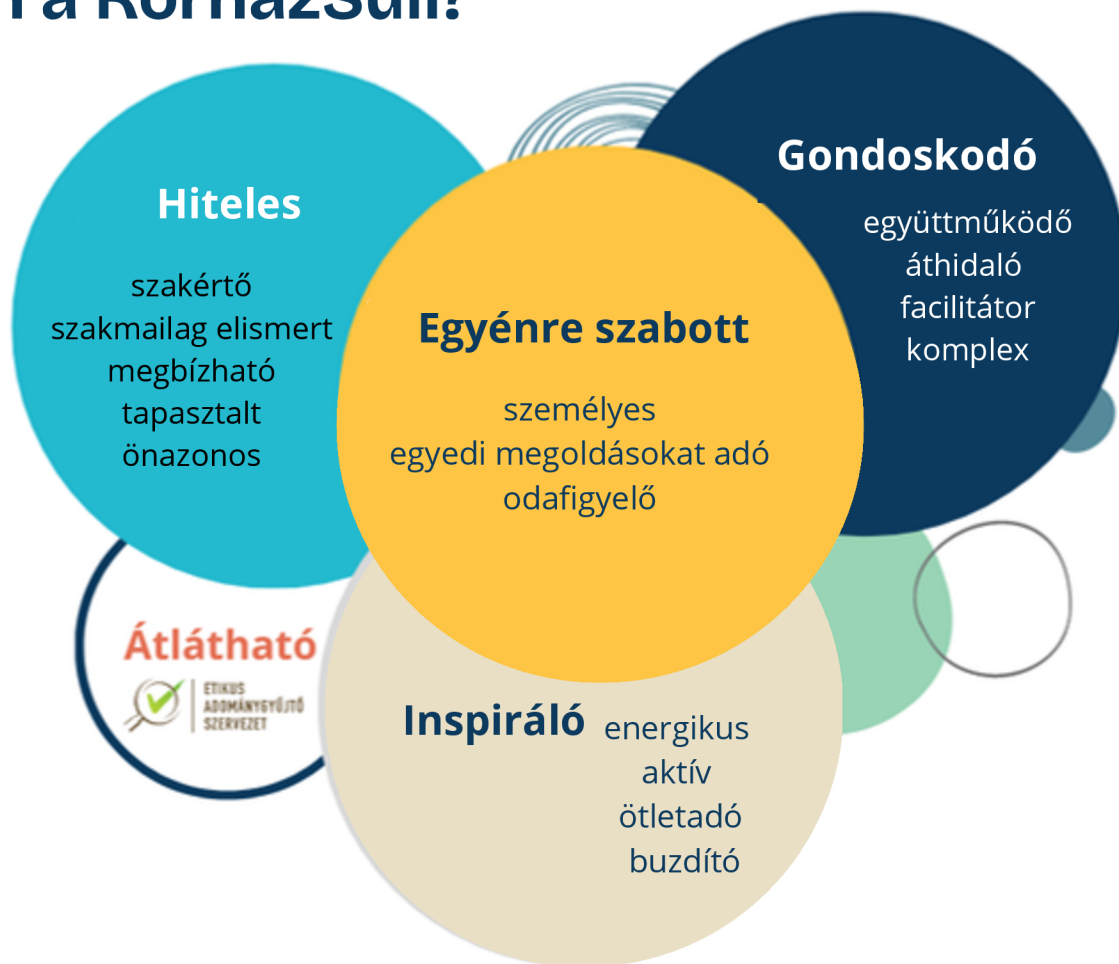 a KórházSuli?
Hiteles
szakértő
szakmailag elismert
megbízható
tapasztalt
önazonos
Gondoskodó
együttműködő
áthidaló
facilitátor
komplex
Egyénre szabott
személyes
egyedi megoldásokat adó
odafigyelő
Átlátható
ETIKUS
ADOMÁNYGYŰJTŐ
SZERVEZET
Inspiráló
energikus
aktív
ötletadó
buzdító